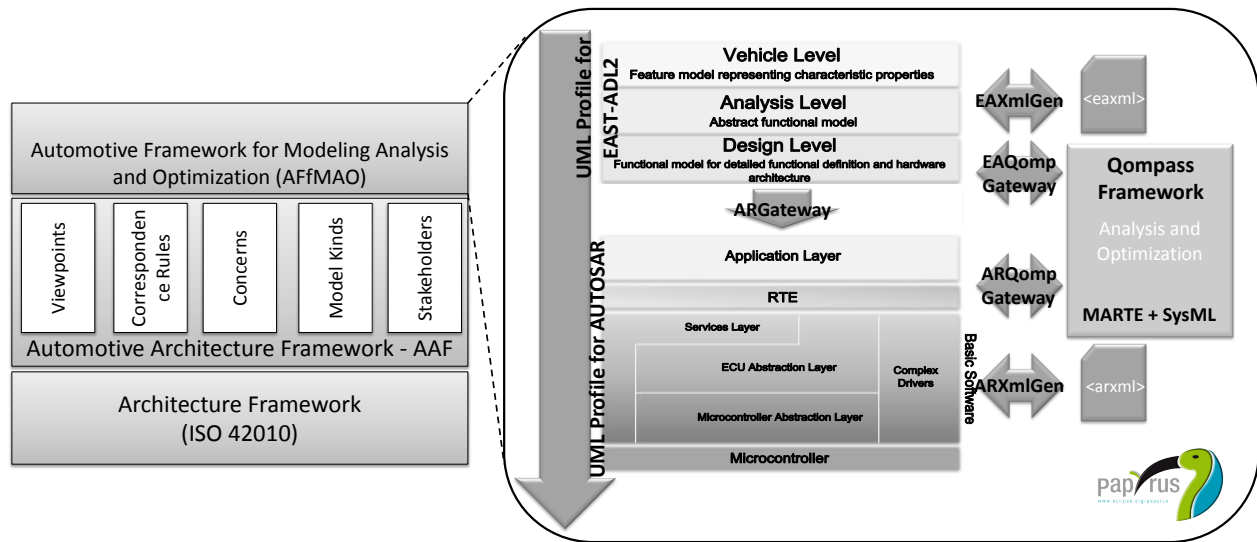 Automotive Framework for Modeling Analysis
and Optimization (AFfMAO)
Viewpoints
Corresponden
ce Rules
Concerns
Model Kinds
Stakeholders
Automotive Architecture Framework - AAF
Architecture Framework
(ISO 42010)
UML Profile for
EAST-ADL2
UML Profile for AUTOSAR
Vehicle Level
Feature model representing characteristic properties
Analysis Level
Abstract functional model
Design Level
Functional model for detailed functional definition and hardware
architecture
ARGateway
Application Layer
RTE
Services Layer
ECU Abstraction Layer
Microcontroller Abstraction Layer
Complex
Drivers
Basic Software
Microcontroller
EAXmlGen
<eaxml>
EAQomp
Gateway
Qompass
Framework
Analysis and
Optimization
MARTE + SysML
ARQomp
Gateway
ARXmlGen
<arxml>
papyrus
www.eclipse.org/papyrus